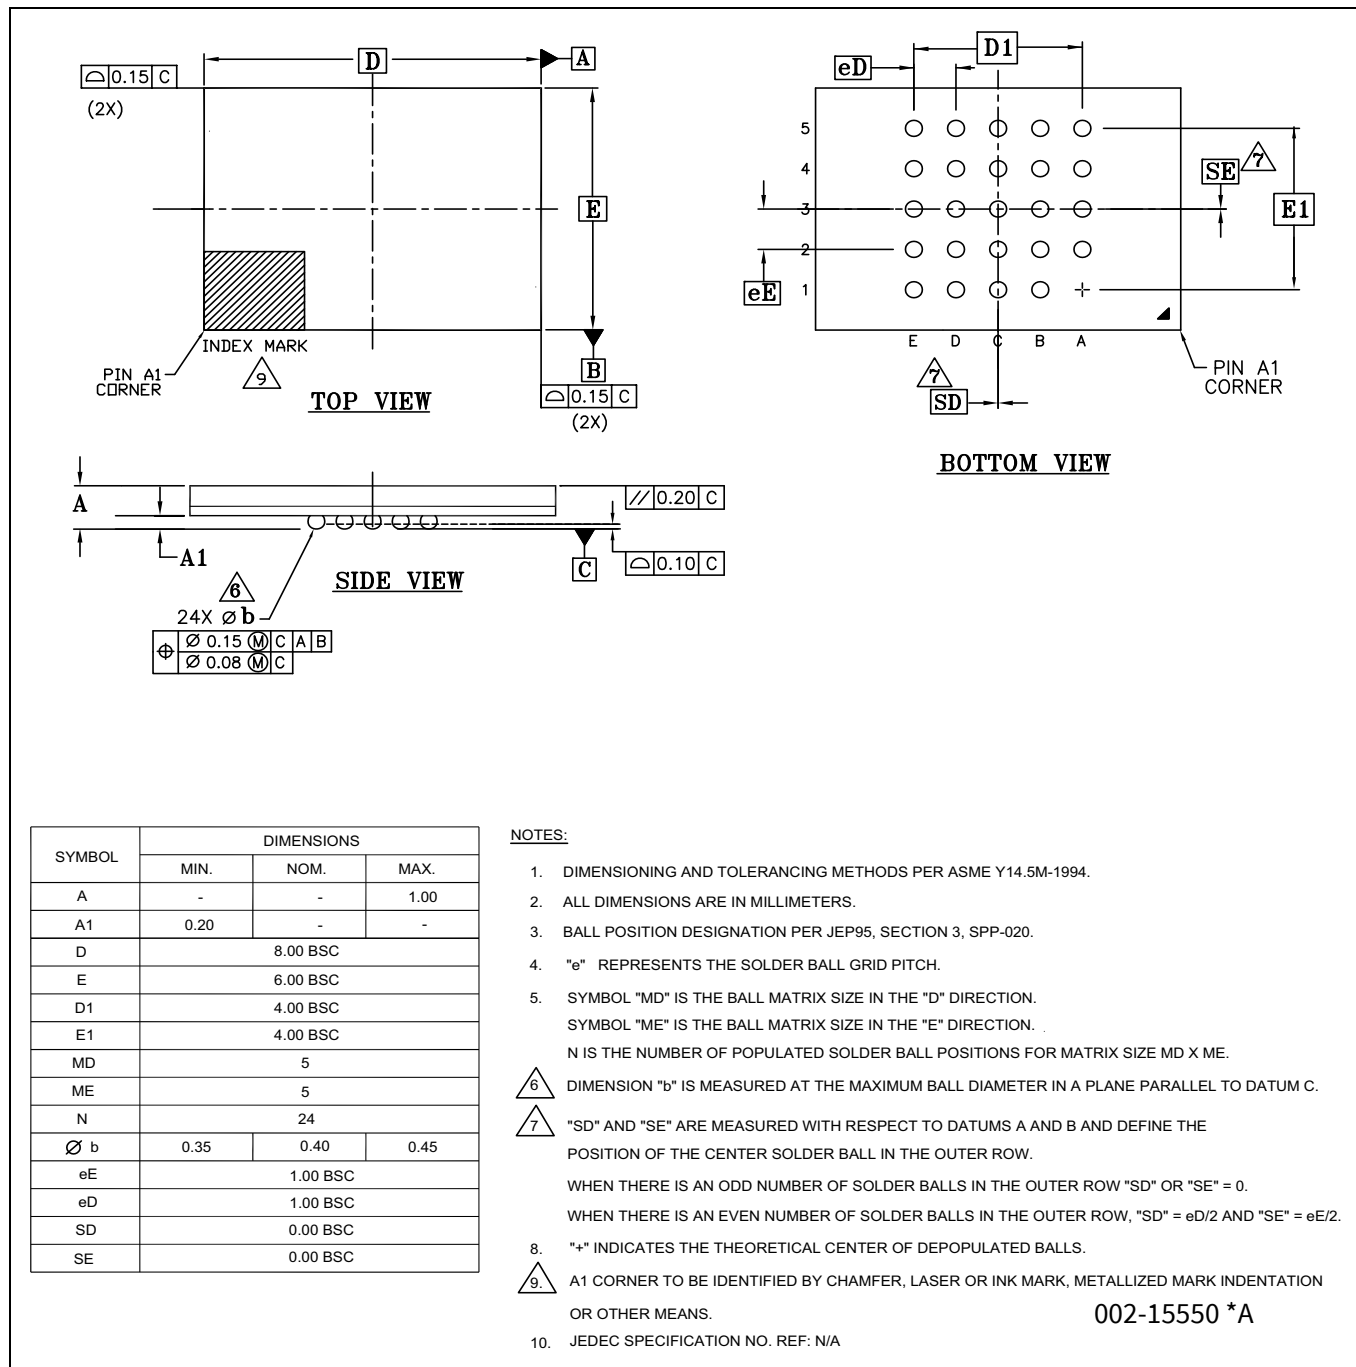 D
A
⌓ 0.15 C
(2X)
E
INDEX MARK
9
PIN A1
CORNER
TOP VIEW
B
⌓ 0.15 C
(2X)
D1
eD
5
4
3
2
1
eE
SE
7
E1
E D C B A
7
SD
PIN A1
CORNER
BOTTOM VIEW
A
A1
// 0.20 C
C
⌓ 0.10 C
SIDE VIEW
6
24X ⌀ b
⌖ ⌀ 0.15 Ⓜ C A B
⌀ 0.08 Ⓜ C
SYMBOL DIMENSIONS
MIN. NOM. MAX.
A - - 1.00
A1 0.20 - -
D 8.00 BSC
E 6.00 BSC
D1 4.00 BSC
E1 4.00 BSC
MD 5
ME 5
N 24
⌀ b 0.35 0.40 0.45
eE 1.00 BSC
eD 1.00 BSC
SD 0.00 BSC
SE 0.00 BSC
NOTES:
1. DIMENSIONING AND TOLERANCING METHODS PER ASME Y14.5M-1994.
2. ALL DIMENSIONS ARE IN MILLIMETERS.
3. BALL POSITION DESIGNATION PER JEP95, SECTION 3, SPP-020.
4. "e" REPRESENTS THE SOLDER BALL GRID PITCH.
5. SYMBOL "MD" IS THE BALL MATRIX SIZE IN THE "D" DIRECTION.
SYMBOL "ME" IS THE BALL MATRIX SIZE IN THE "E" DIRECTION.
N IS THE NUMBER OF POPULATED SOLDER BALL POSITIONS FOR MATRIX SIZE MD X ME.
6 DIMENSION "b" IS MEASURED AT THE MAXIMUM BALL DIAMETER IN A PLANE PARALLEL TO DATUM C.
7 "SD" AND "SE" ARE MEASURED WITH RESPECT TO DATUMS A AND B AND DEFINE THE
POSITION OF THE CENTER SOLDER BALL IN THE OUTER ROW.
WHEN THERE IS AN ODD NUMBER OF SOLDER BALLS IN THE OUTER ROW "SD" OR "SE" = 0.
WHEN THERE IS AN EVEN NUMBER OF SOLDER BALLS IN THE OUTER ROW, "SD" = eD/2 AND "SE" = eE/2.
8. "+" INDICATES THE THEORETICAL CENTER OF DEPOPULATED BALLS.
9. A1 CORNER TO BE IDENTIFIED BY CHAMFER, LASER OR INK MARK, METALLIZED MARK INDENTATION
OR OTHER MEANS.
10. JEDEC SPECIFICATION NO. REF: N/A
002-15550 *A